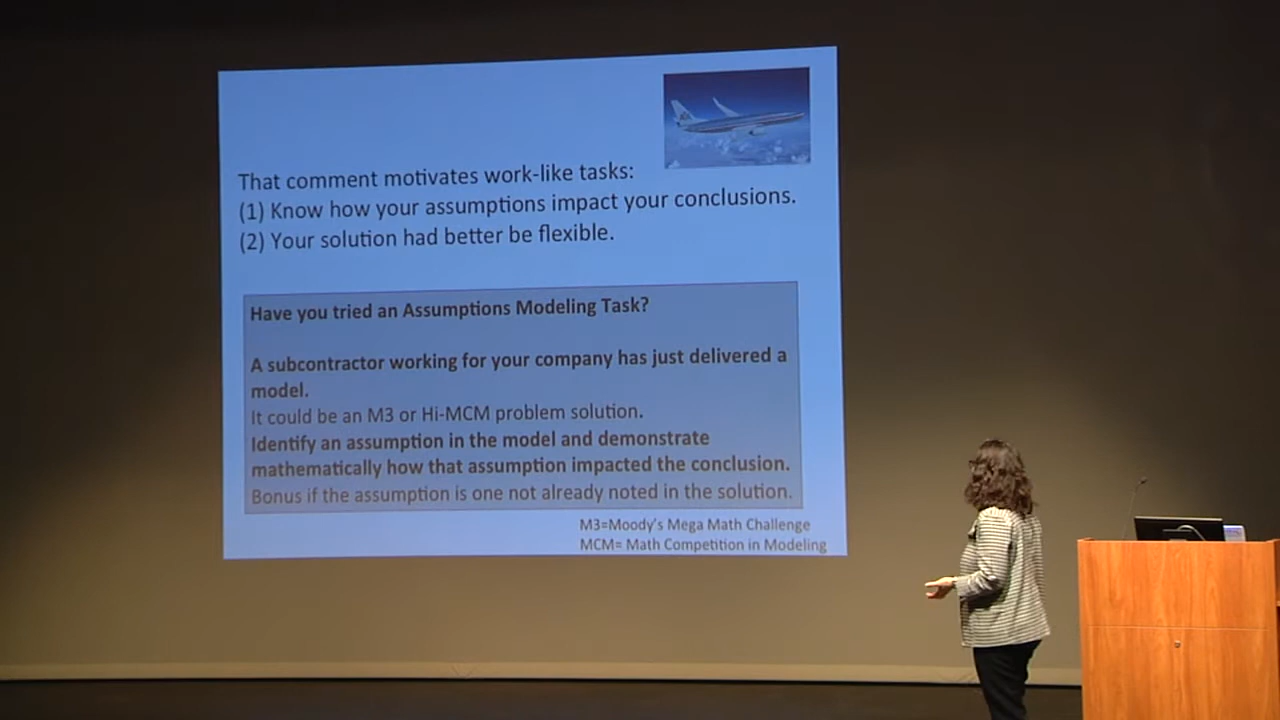 That comment motivates work-like tasks:
(1) Know how your assumptions impact your conclusions.
(2) Your solution had better be flexible.
Have you tried an Assumptions Modeling Task?
A subcontractor working for your company has just delivered a
model.
It could be an M3 or Hi-MCM problem solution.
Identify an assumption in the model and demonstrate
mathematically how that assumption impacted the conclusion.
Bonus if the assumption is one not already noted in the solution.
M3=Moody's Mega Math Challenge
MCM= Math Competition in Modeling